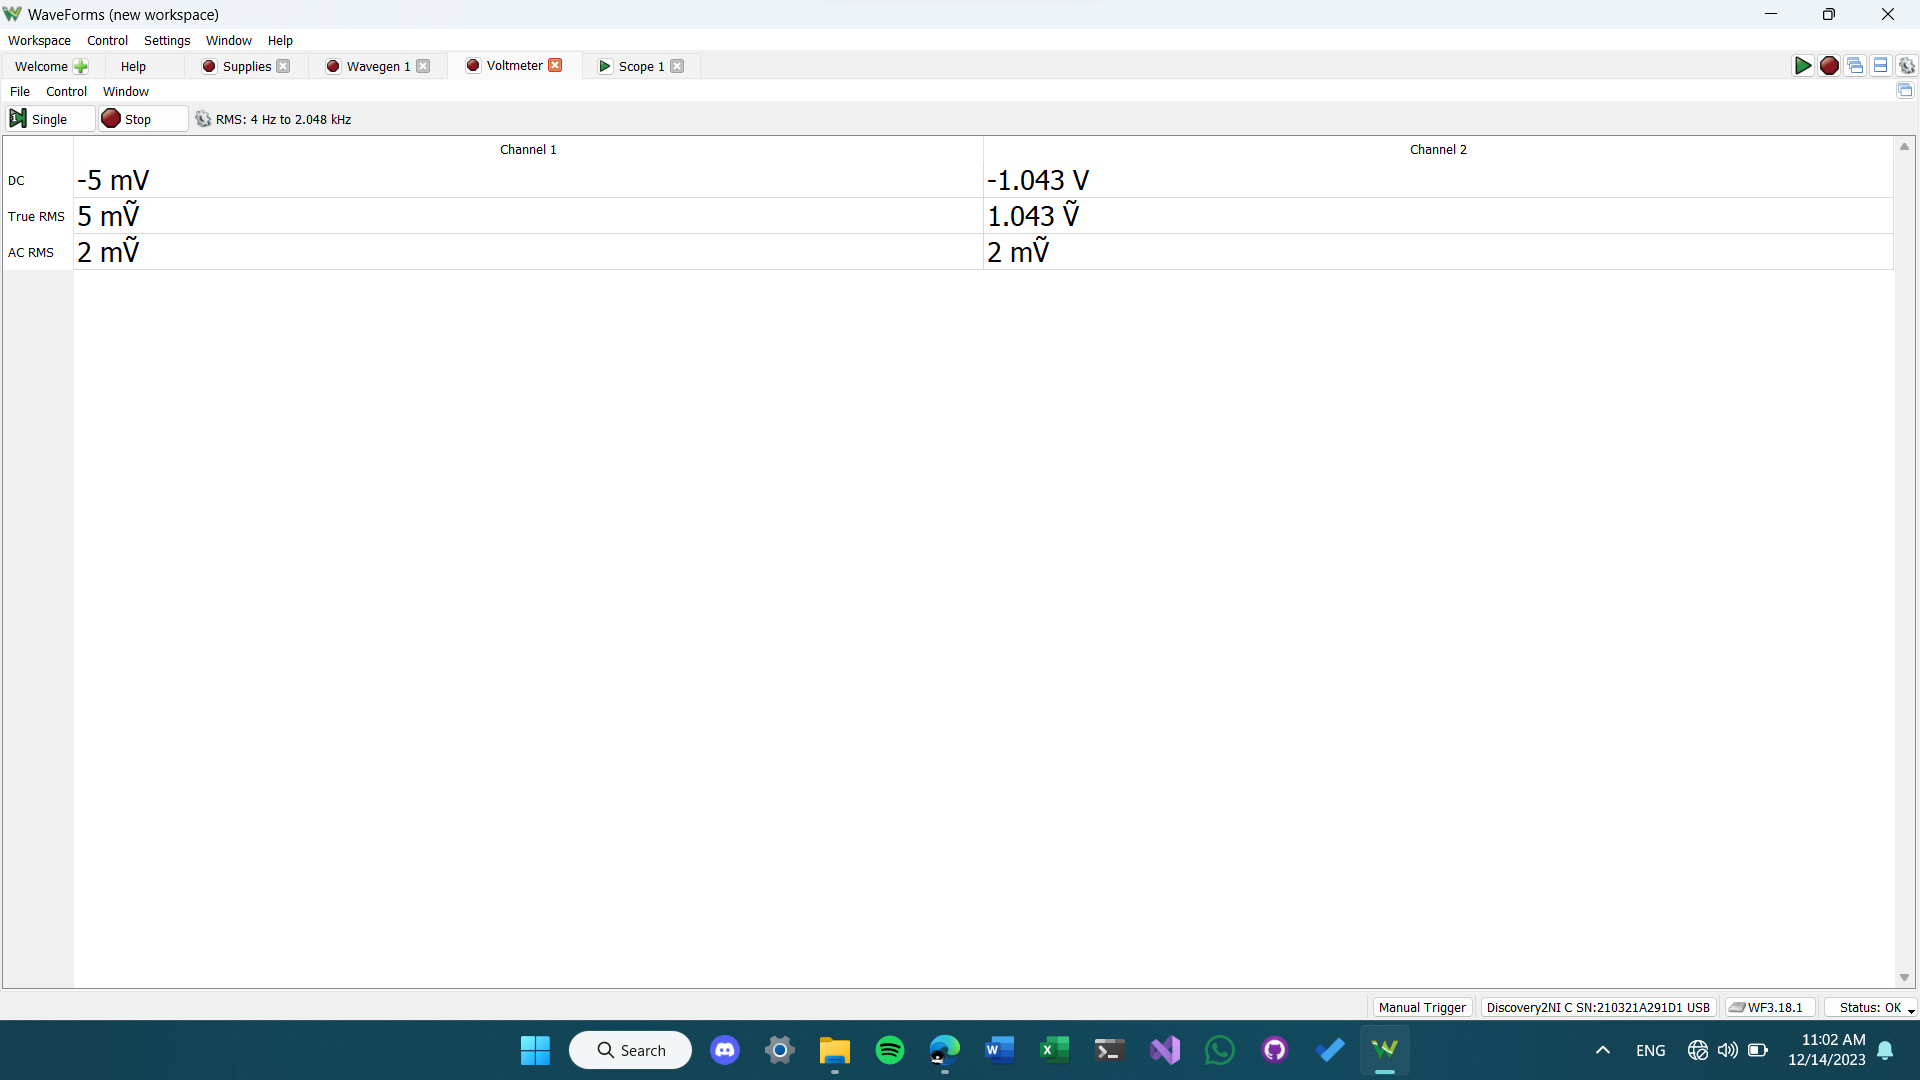 WaveForms (new workspace)
Workspace Control Settings Window Help
Welcome Help Supplies Wavegen 1 Voltmeter Scope 1
File Control Window
Single Stop RMS: 4 Hz to 2.048 kHz
Channel 1 Channel 2
DC -5 mV -1.043 V
True RMS 5 mṼ 1.043 Ṽ
AC RMS 2 mṼ 2 mṼ
Manual Trigger Discovery2NI C SN:210321A291D1 USB WF3.18.1 Status: OK
Search ENG 11:02 AM
12/14/2023